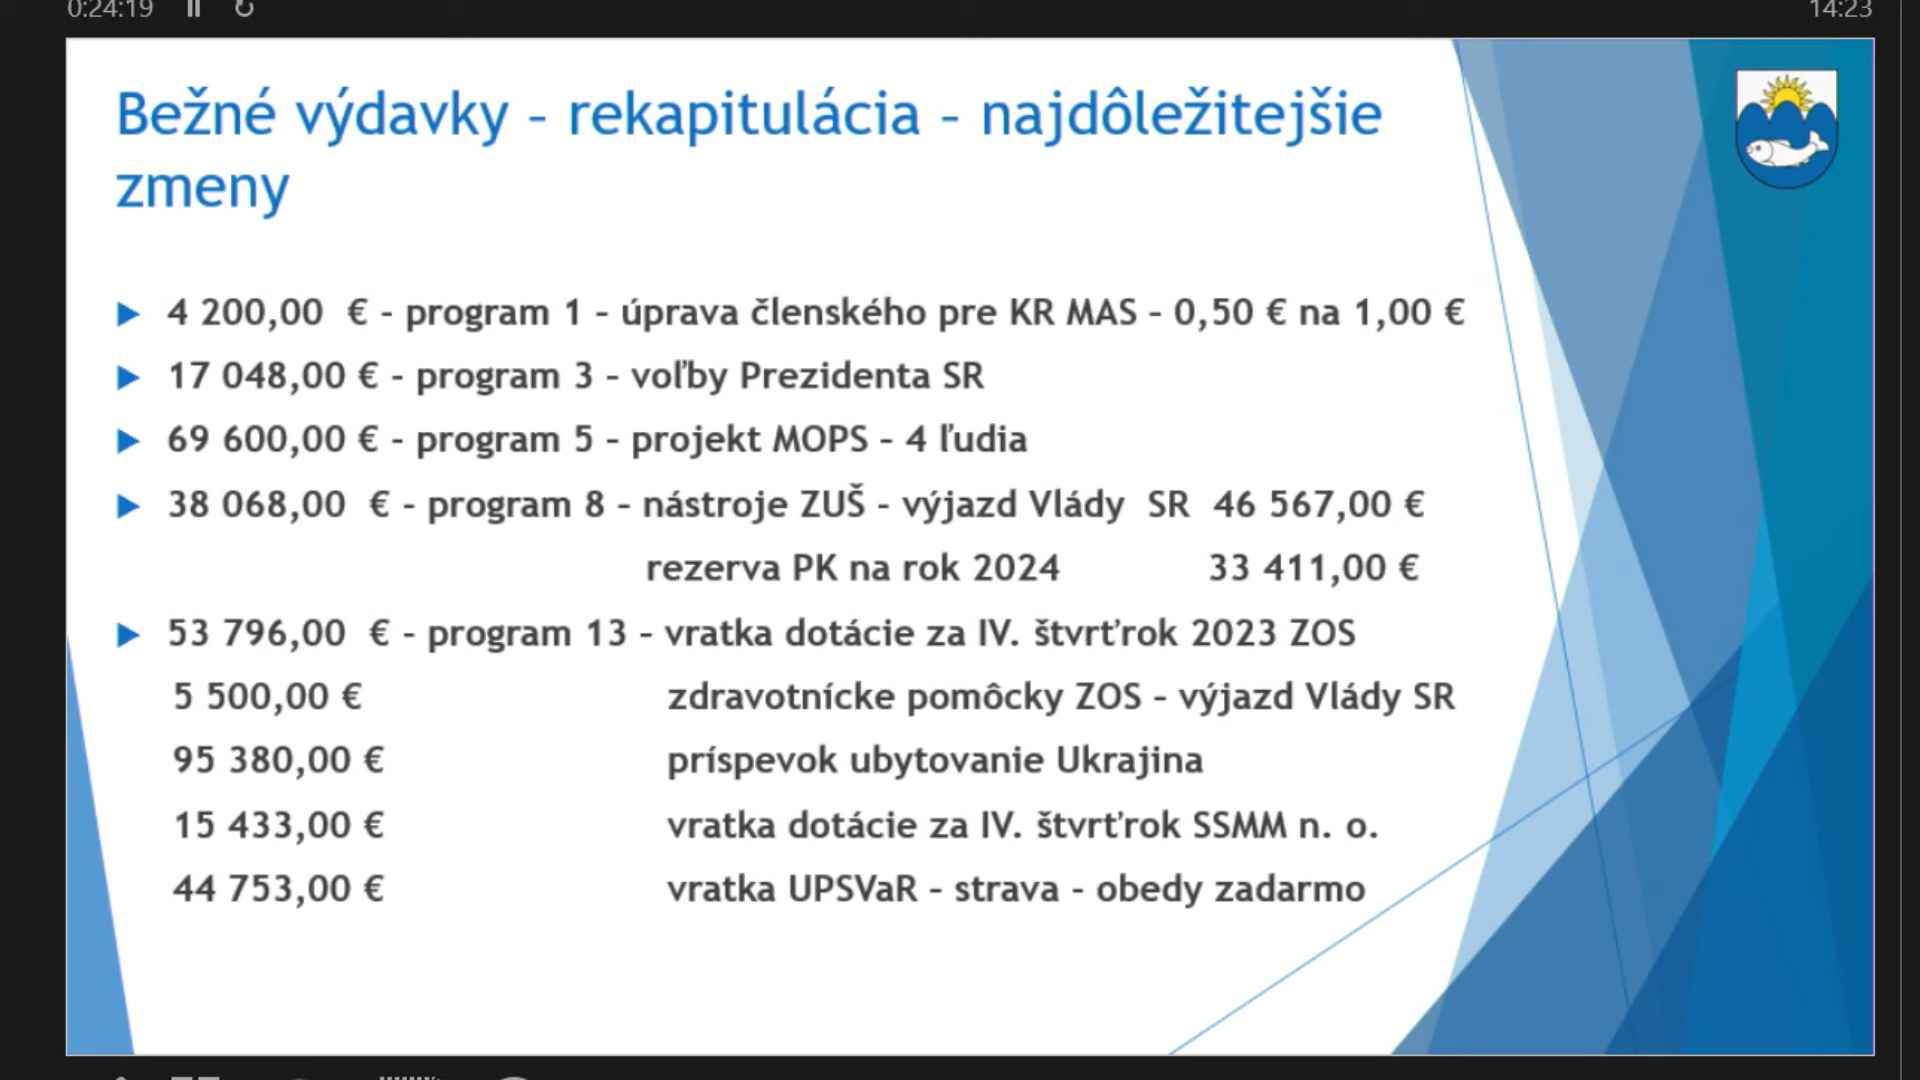 0:24:19 14:23
Bežné výdavky – rekapitulácia – najdôležitejšie
zmeny
4 200,00 € - program 1 – úprava členského pre KR MAS – 0,50 € na 1,00 €
17 048,00 € - program 3 – voľby Prezidenta SR
69 600,00 € - program 5 – projekt MOPS – 4 ľudia
38 068,00 € - program 8 – nástroje ZUŠ - výjazd Vlády SR 46 567,00 €
rezerva PK na rok 2024 33 411,00 €
53 796,00 € - program 13 – vratka dotácie za IV. štvrťrok 2023 ZOS
5 500,00 € zdravotnícke pomôcky ZOS – výjazd Vlády SR
95 380,00 € príspevok ubytovanie Ukrajina
15 433,00 € vratka dotácie za IV. štvrťrok SSMM n. o.
44 753,00 € vratka UPSVaR – strava - obedy zadarmo